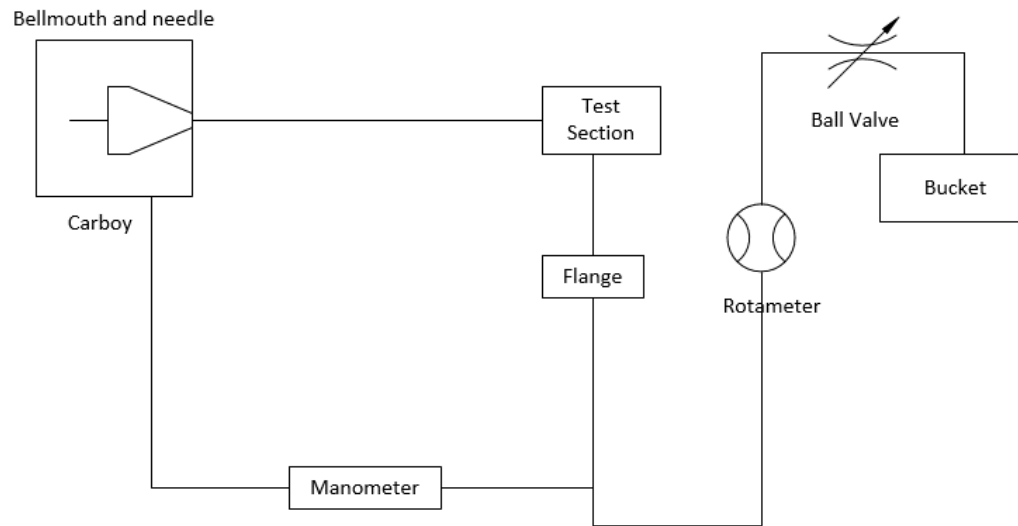 Bellmouth and needle
Test
Section
Ball Valve
Bucket
Carboy
Flange
Rotameter
Manometer